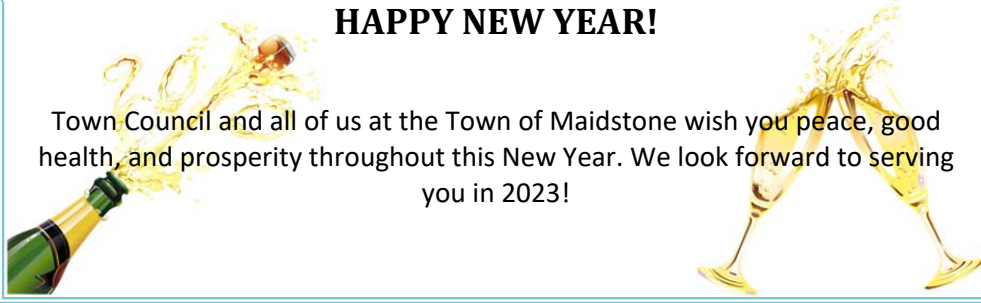 HAPPY NEW YEAR!
Town Council and all of us at the Town of Maidstone wish you peace, good
health, and prosperity throughout this New Year. We look forward to serving
you in 2023!